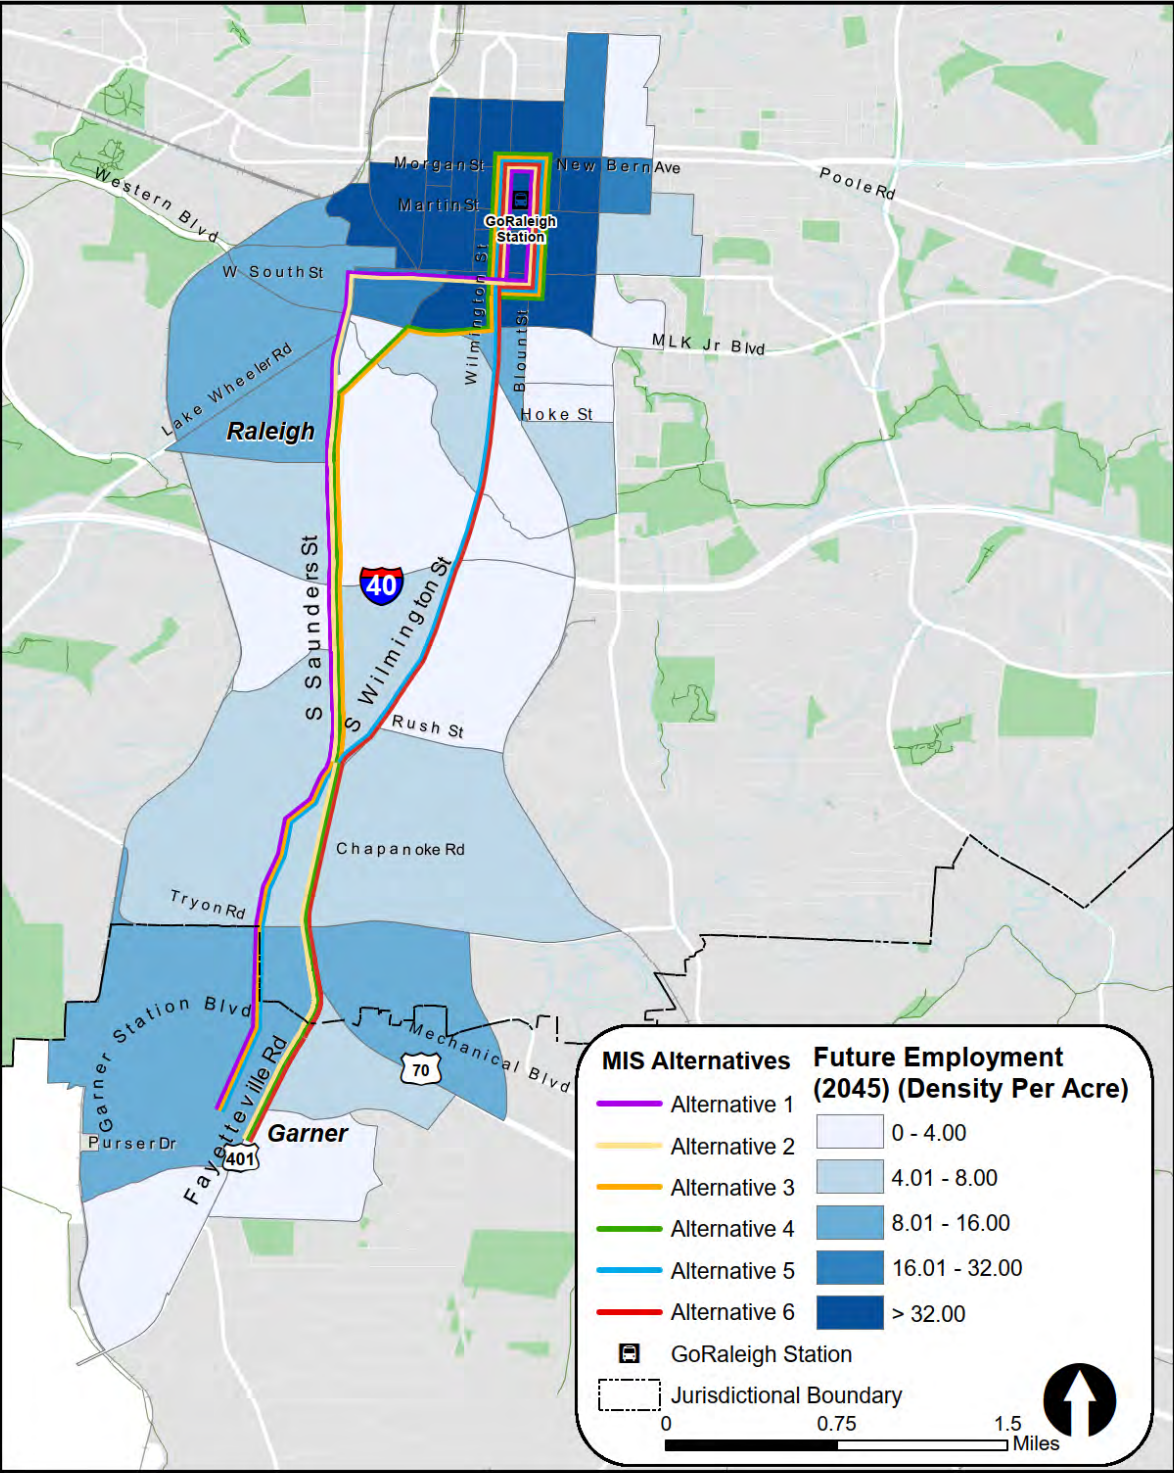 Morgan St
New Bern Ave
Poole Rd
Western Blvd
Martin St
GoRaleigh
Station
W South St
Wilmington St
Blount St
MLK Jr Blvd
Lake Wheeler Rd
Hoke St
Raleigh
S Saunders St
40
S Wilmington St
Rush St
Chapanoke Rd
Tryon Rd
Garner Station Blvd
Mechanical Blvd
70
Fayetteville Rd
Purser Dr
Garner
401
MIS Alternatives
Alternative 1
Alternative 2
Alternative 3
Alternative 4
Alternative 5
Alternative 6
GoRaleigh Station
Jurisdictional Boundary
Future Employment
(2045) (Density Per Acre)
0 - 4.00
4.01 - 8.00
8.01 - 16.00
16.01 - 32.00
> 32.00
0 0.75 1.5
Miles